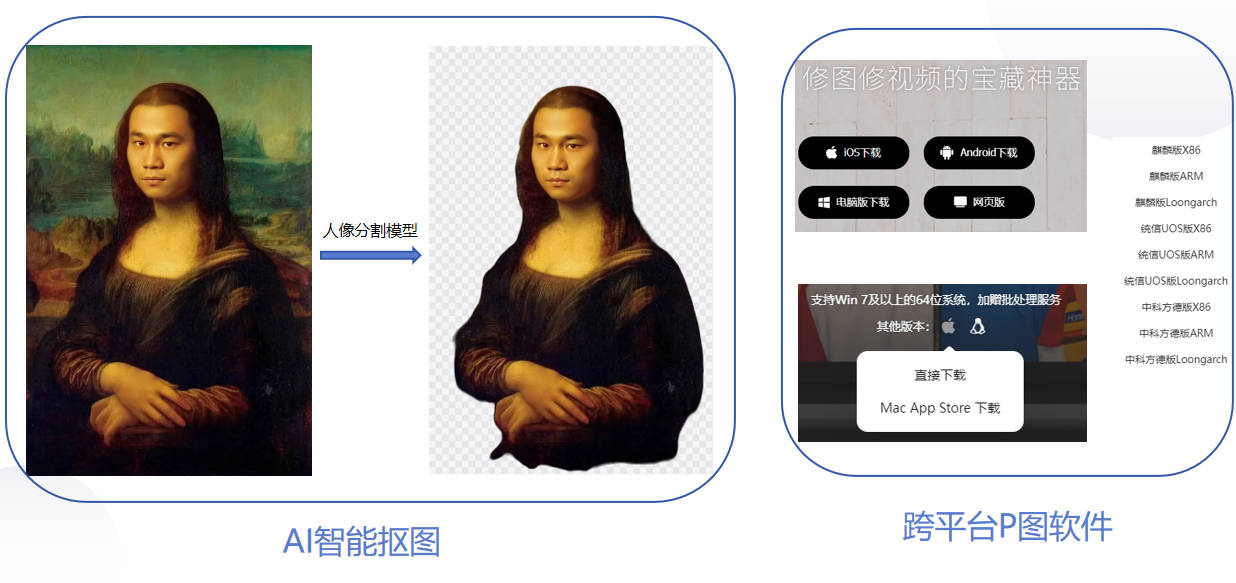 人像分割模型
AI智能抠图
修图修视频的宝藏神器
iOS下载
Android下载
电脑版下载
网页版
支持Win 7及以上的64位系统，加赠批处理服务
其他版本：
直接下载
Mac App Store 下载
麒麟版X86
麒麟版ARM
麒麟版Loongarch
统信UOS版X86
统信UOS版ARM
统信UOS版Loongarch
中科方德版X86
中科方德版ARM
中科方德版Loongarch
跨平台P图软件